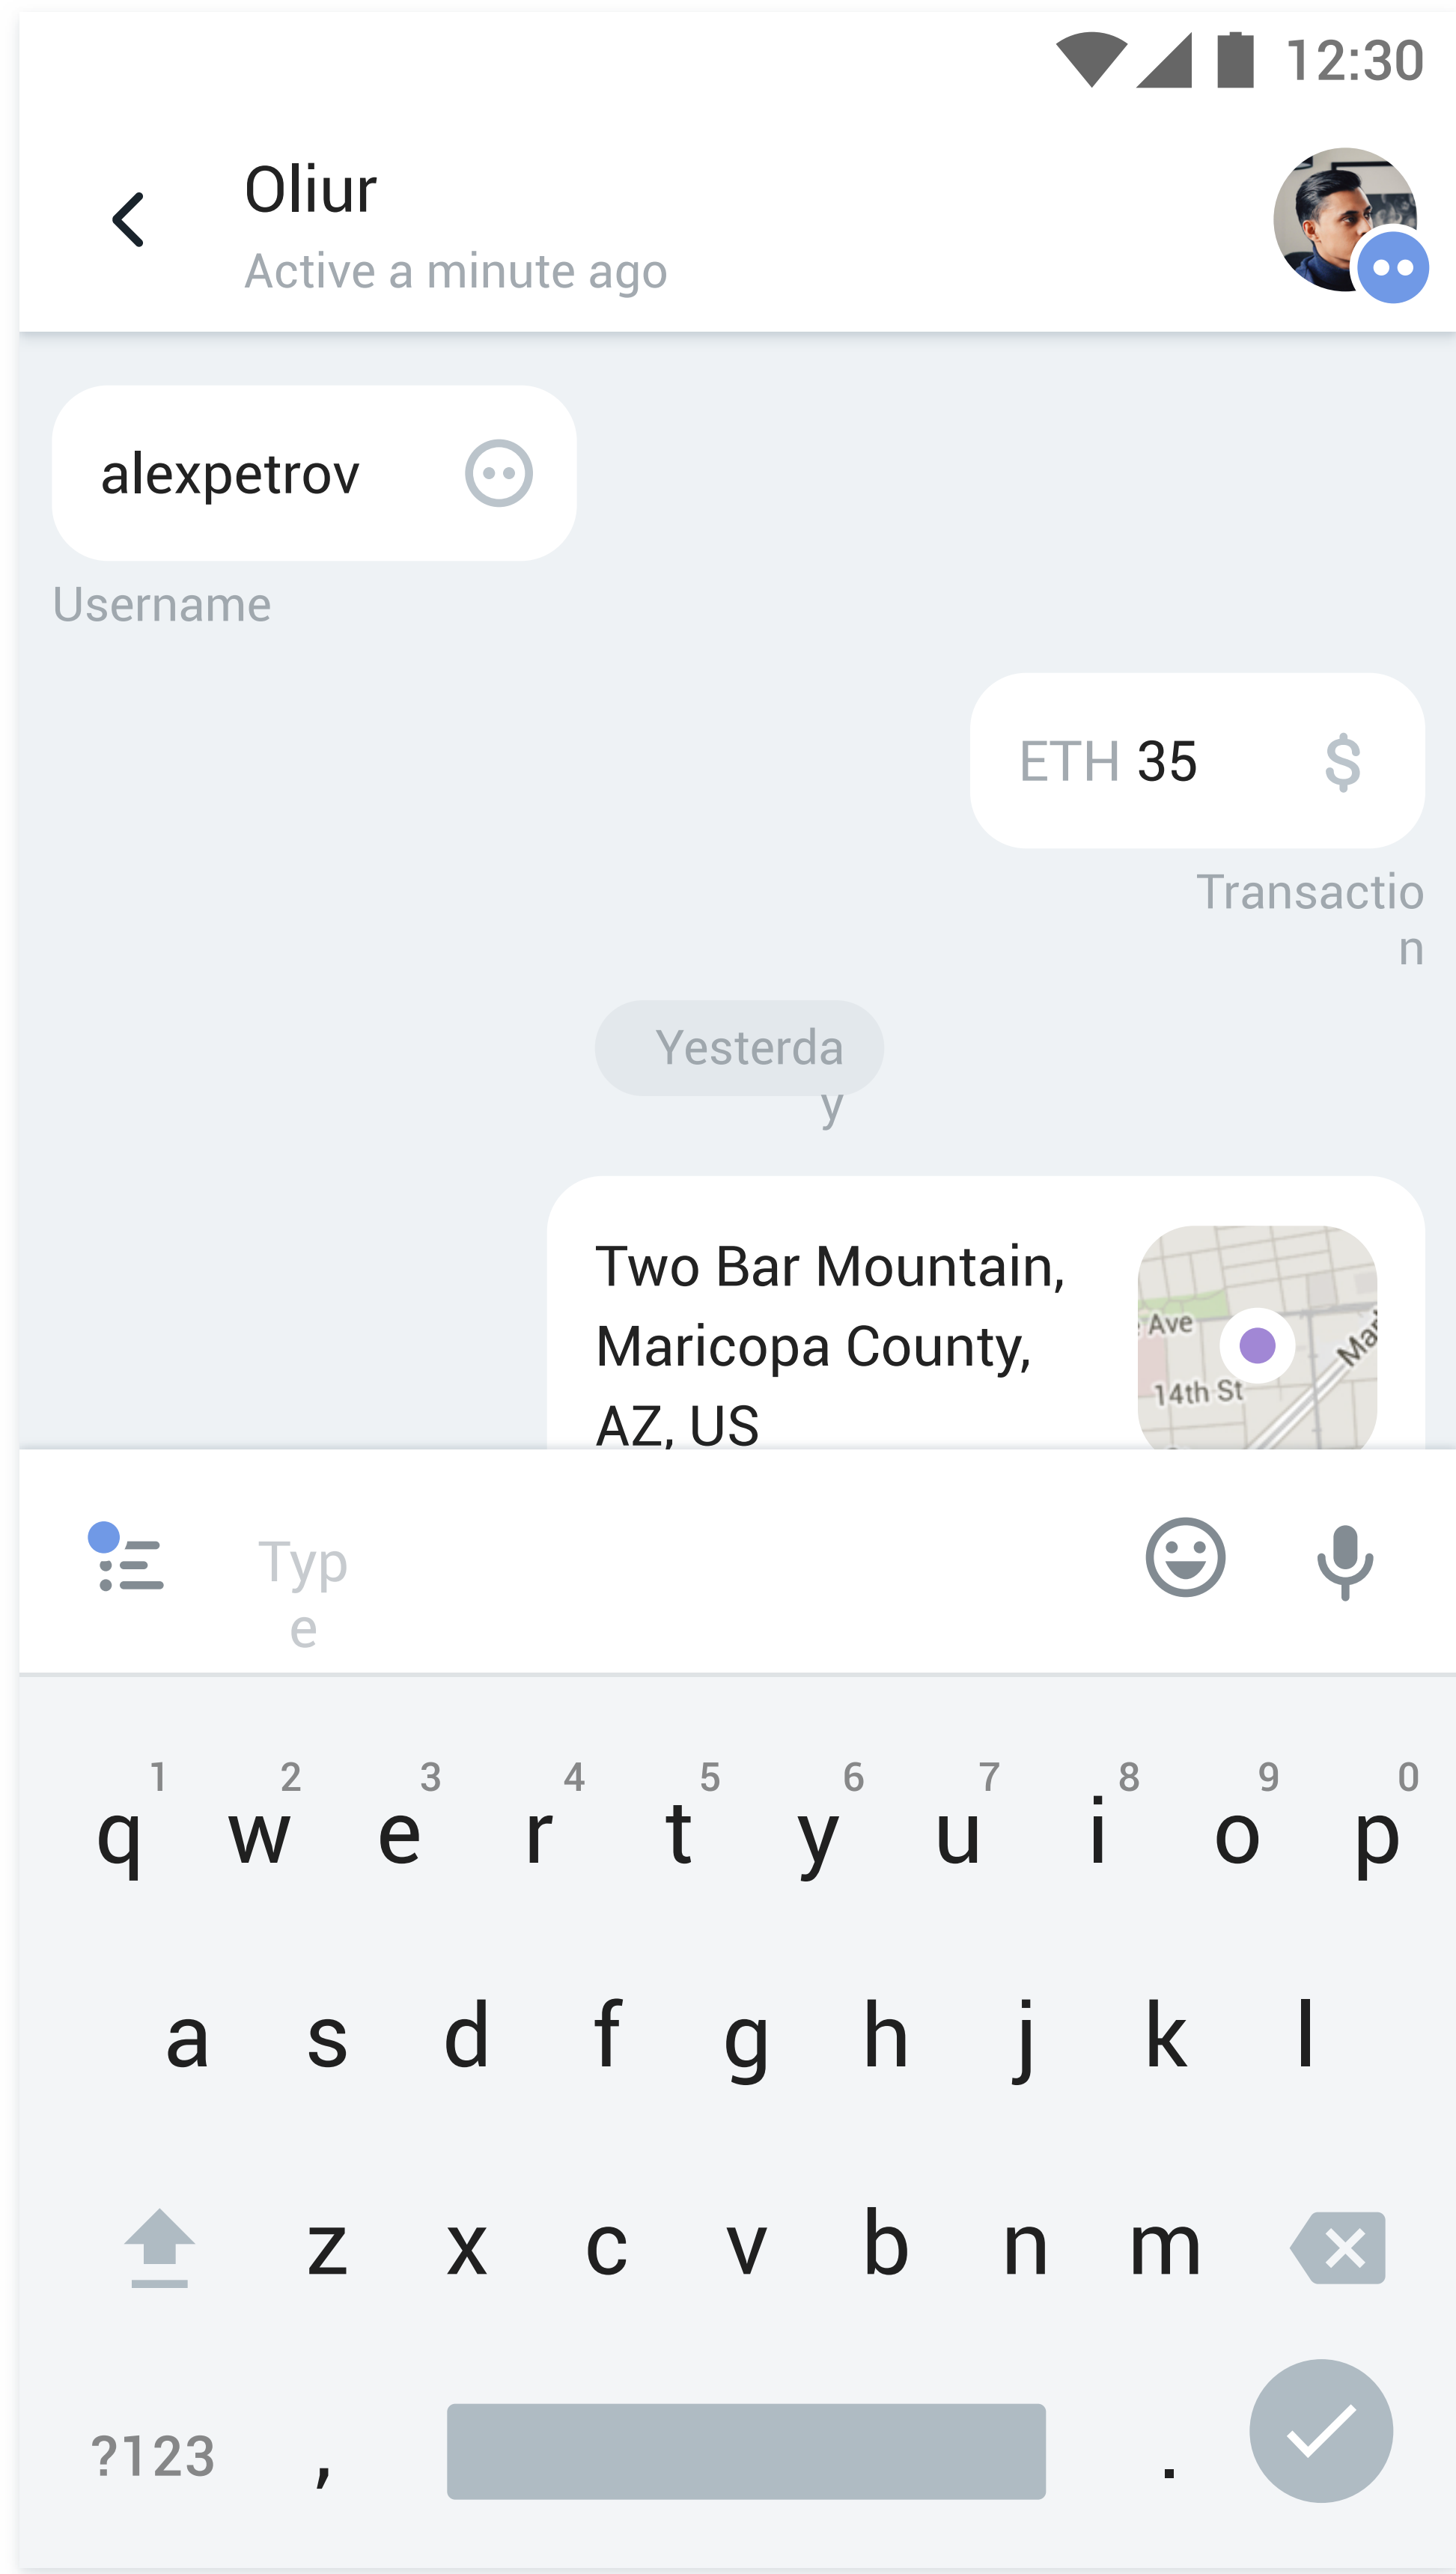 12:30
Oliur
Active a minute ago
alexpetrov
Username
ETH 35
$
Transactio
n
Yesterda
y
Two Bar Mountain,
Maricopa County,
AZ, US
Ave
14th St
Typ
e
1 2 3 4 5 6 7 8 9 0
q w e r t y u i o p
a s d f g h j k l
z x c v b n m
?123 , .